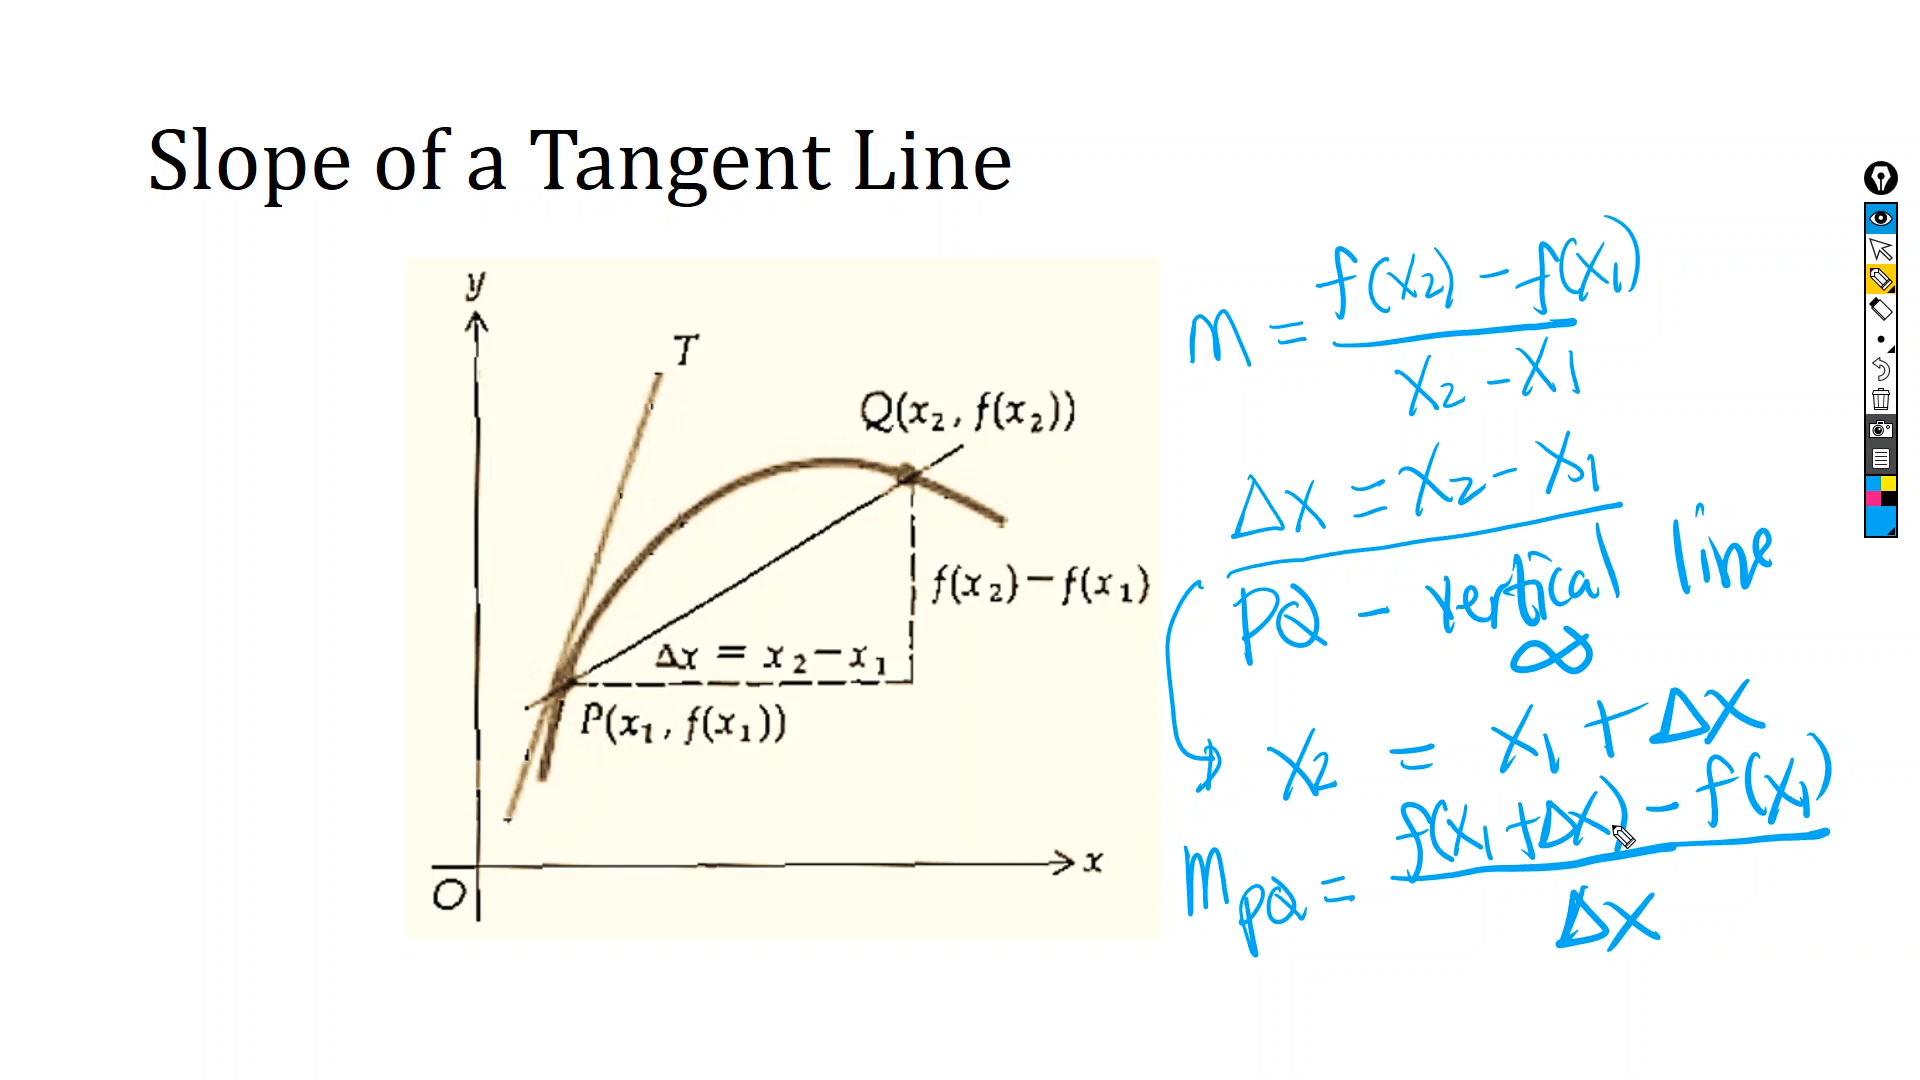 Slope of a Tangent Line
y
T
Q(x₂, f(x₂))
f(x₂)−f(x₁)
Δx = x₂−x₁
P(x₁, f(x₁))
x
O
m = f(x₂) − f(x₁)
x₂ − x₁
Δx = x₂ − x₁
PQ − vertical line
∞
x₂ = x₁ + Δx
m_PQ = f(x₁ + Δx) − f(x₁)
Δx